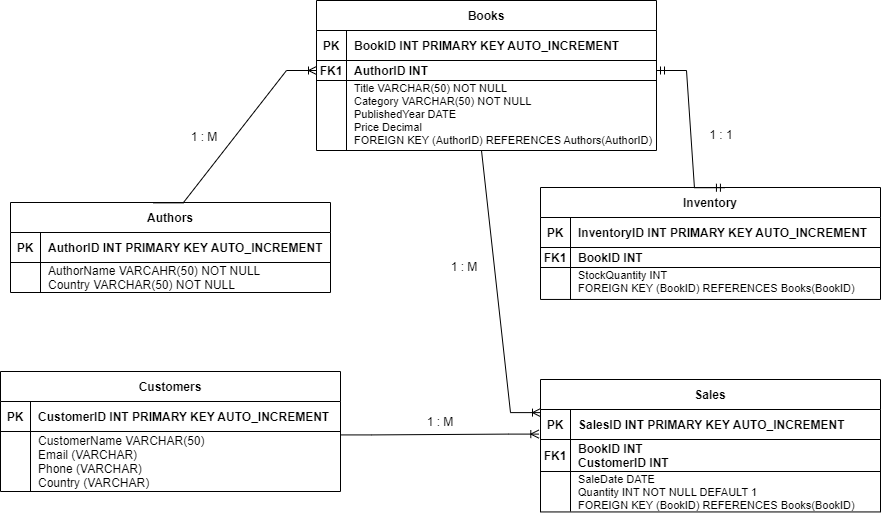 Books
PK BookID INT PRIMARY KEY AUTO_INCREMENT
FK1 AuthorID INT
Title VARCHAR(50) NOT NULL
Category VARCHAR(50) NOT NULL
PublishedYear DATE
Price Decimal
FOREIGN KEY (AuthorID) REFERENCES Authors(AuthorID)
1 : M
1 : 1
Authors
PK AuthorID INT PRIMARY KEY AUTO_INCREMENT
AuthorName VARCAHR(50) NOT NULL
Country VARCHAR(50) NOT NULL
Inventory
PK InventoryID INT PRIMARY KEY AUTO_INCREMENT
FK1 BookID INT
StockQuantity INT
FOREIGN KEY (BookID) REFERENCES Books(BookID)
1 : M
Customers
PK CustomerID INT PRIMARY KEY AUTO_INCREMENT
CustomerName VARCHAR(50)
Email (VARCHAR)
Phone (VARCHAR)
Country (VARCHAR)
1 : M
Sales
PK SalesID INT PRIMARY KEY AUTO_INCREMENT
FK1 BookID INT
CustomerID INT
SaleDate DATE
Quantity INT NOT NULL DEFAULT 1
FOREIGN KEY (BookID) REFERENCES Books(BookID)